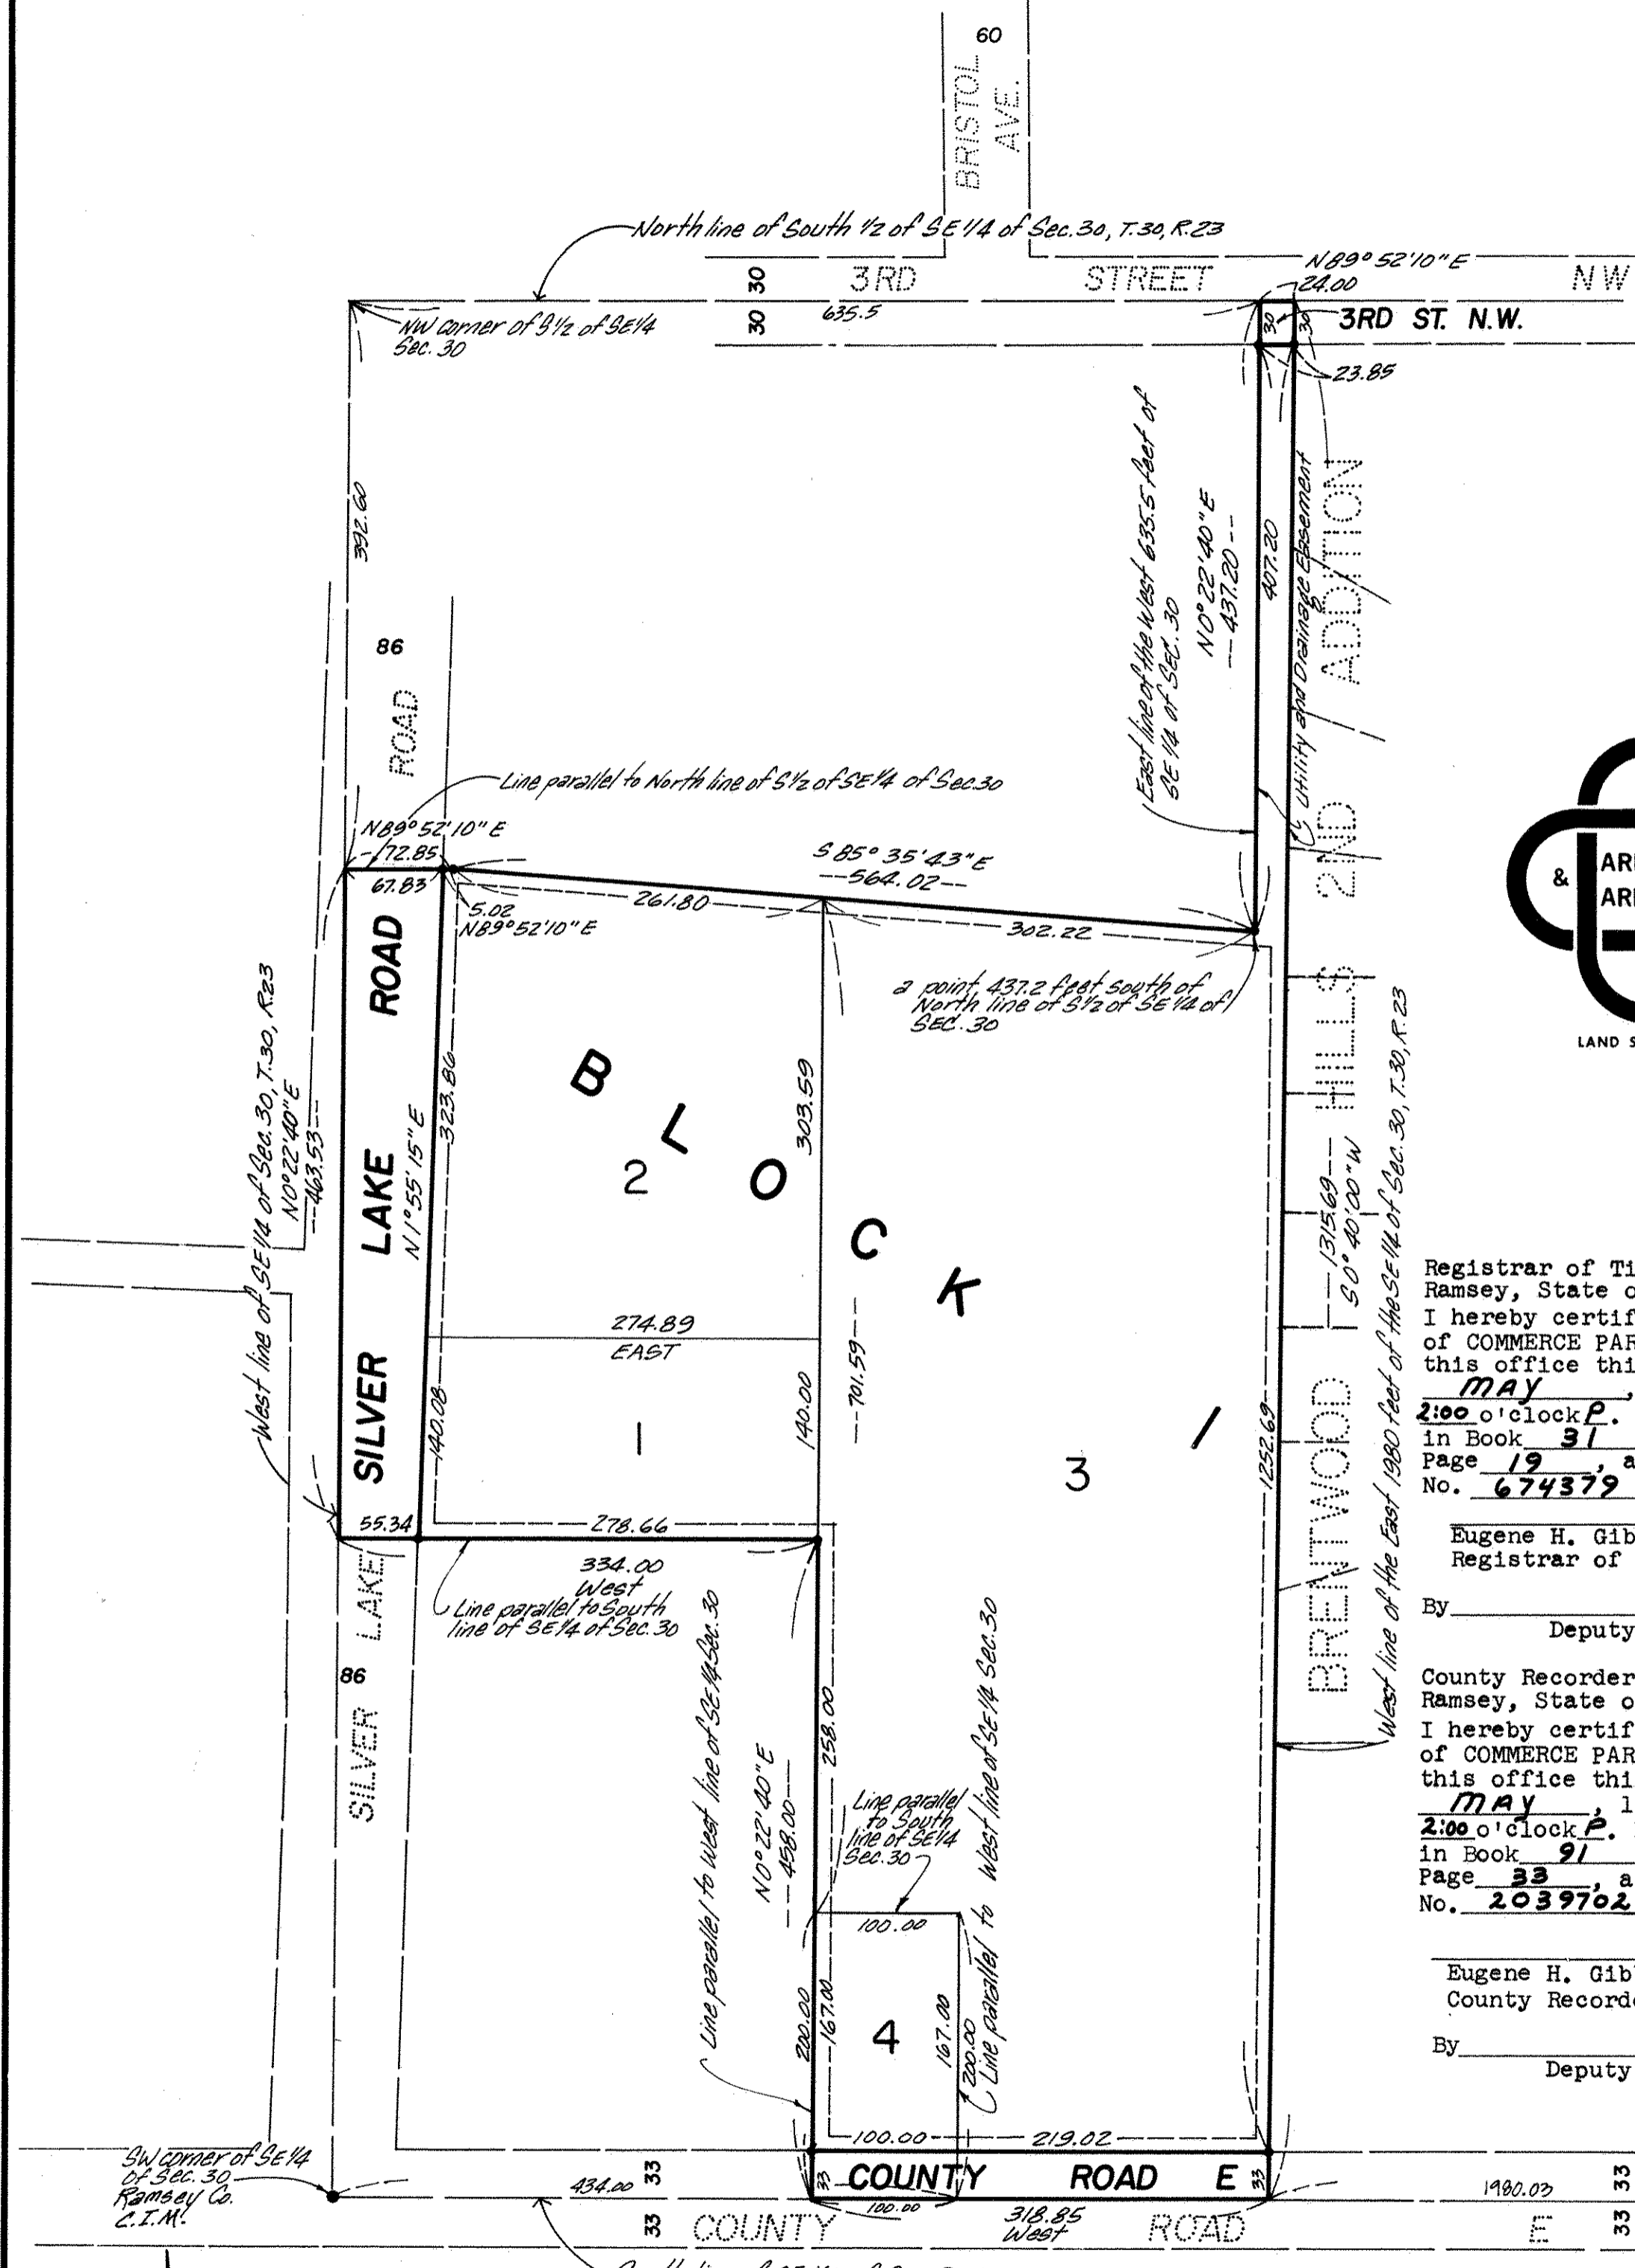 60
BRISTOL
AVE.
North line of South 1/2 of SE 1/4 of Sec. 30, T.30, R.23
30
3RD
STREET
N89°52'10"E
24.00
NW
30
635.5
30
30
3RD ST. N.W.
NW corner of S1/2 of SE1/4
Sec. 30
23.85
392.60
East line of the West 635.5 feet of
SE 1/4 of SEC. 30
N0°22'40"E
--437.20--
407.20
Utility and Drainage Easement
86
ROAD
Line parallel to North line of S1/2 of SE1/4 of Sec30
N89°52'10"E
72.85
67.83
5.02
N89°52'10"E
S85°35'43"E
--564.02--
261.80
302.22
a point 437.2 feet south of
North line of S1/2 of SE1/4 of
SEC. 30
&
AR
AR
LAND S
West line of SE1/4 of Sec. 30, T.30, R.23
N0°22'40"E
--463.53--
SILVER LAKE ROAD
N1°55'15"E
323.86
303.59
BLOCK 1
2
274.89
EAST
140.08
140.00
--701.59--
1
3
1252.69
BRENTWOOD HILLS 2ND ADDITION
--1315.69--
S0°40'00"W
West line of the East 1980 feet of the SE1/4 of Sec. 30, T.30, R.23
55.34
278.66
334.00
West
Line parallel to South
line of SE1/4 of Sec. 30
SILVER LAKE
86
Line parallel to West line of SE1/4 Sec. 30
N0°22'40"E
--458.00--
258.00
Line parallel
to South
line of SE1/4
Sec. 30
100.00
200.00
167.00
4
167.00
200.00
Line parallel to West line of SE1/4 Sec. 30
100.00
219.02
SW corner of SE1/4
of Sec. 30
Ramsey Co.
C.I.M.
434.00
33
33
COUNTY ROAD E
33
1980.03
33
100.00
318.85
West
33
COUNTY
ROAD
E
33
Registrar of Ti
Ramsey, State o
I hereby certif
of COMMERCE PAR
this office thi
MAY,
2:00 o'clock P.
in Book 31
Page 19, a
No. 674379
Eugene H. Gib
Registrar of
By
Deputy
County Recorder
Ramsey, State o
I hereby certif
of COMMERCE PAR
this office thi
MAY, 1
2:00 o'clock P.
in Book 91
Page 33, a
No. 2039702
Eugene H. Gib
County Recorde
By
Deputy